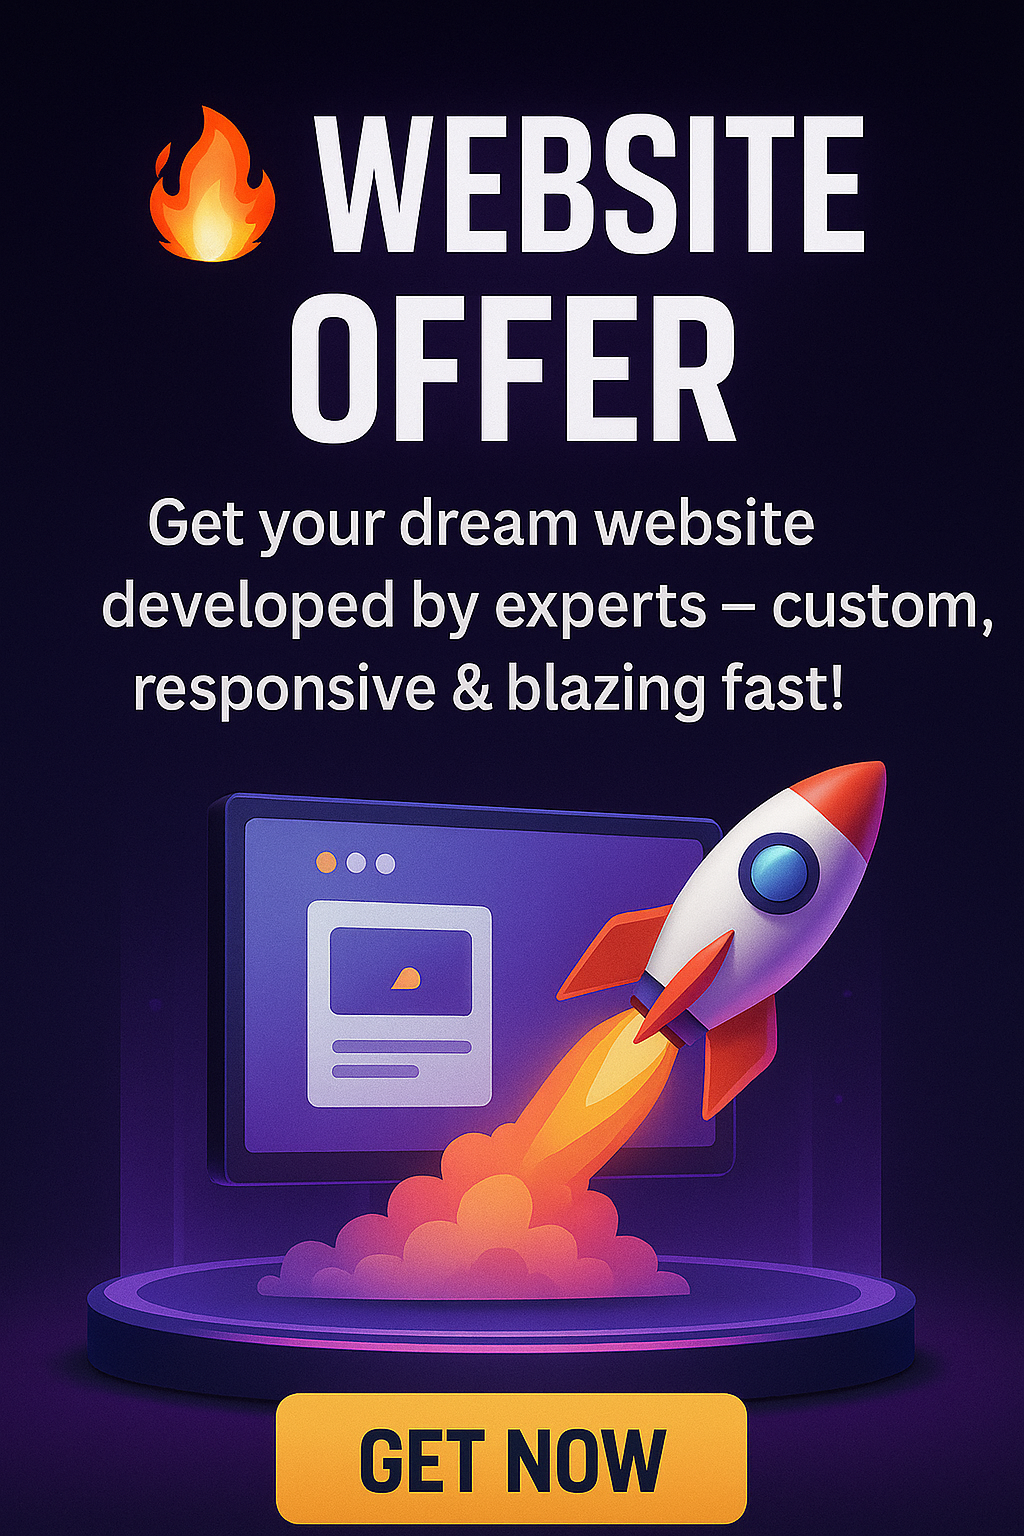 🔥 WEBSITE
OFFER
Get your dream website
developed by experts – custom,
responsive & blazing fast!
GET NOW